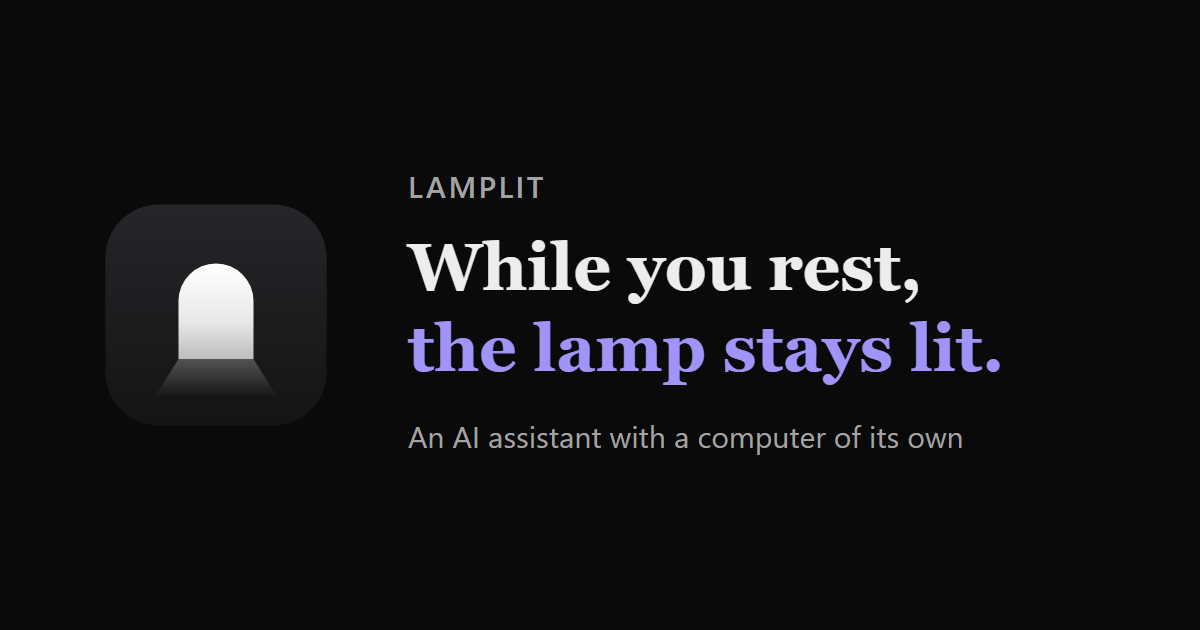 LAMPLIT
While you rest,
the lamp stays lit.
An AI assistant with a computer of its own